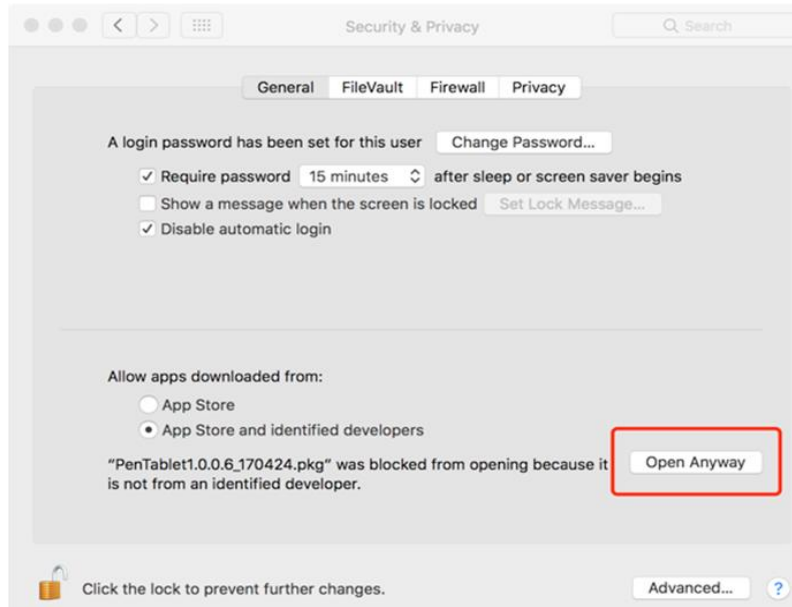 Security & Privacy
Search
General FileVault Firewall Privacy
A login password has been set for this user Change Password...
Require password 15 minutes after sleep or screen saver begins
Show a message when the screen is locked Set Lock Message...
Disable automatic login
Allow apps downloaded from:
App Store
App Store and identified developers
“PenTablet1.0.0.6_170424.pkg” was blocked from opening because it
is not from an identified developer.
Open Anyway
Click the lock to prevent further changes.
Advanced... ?